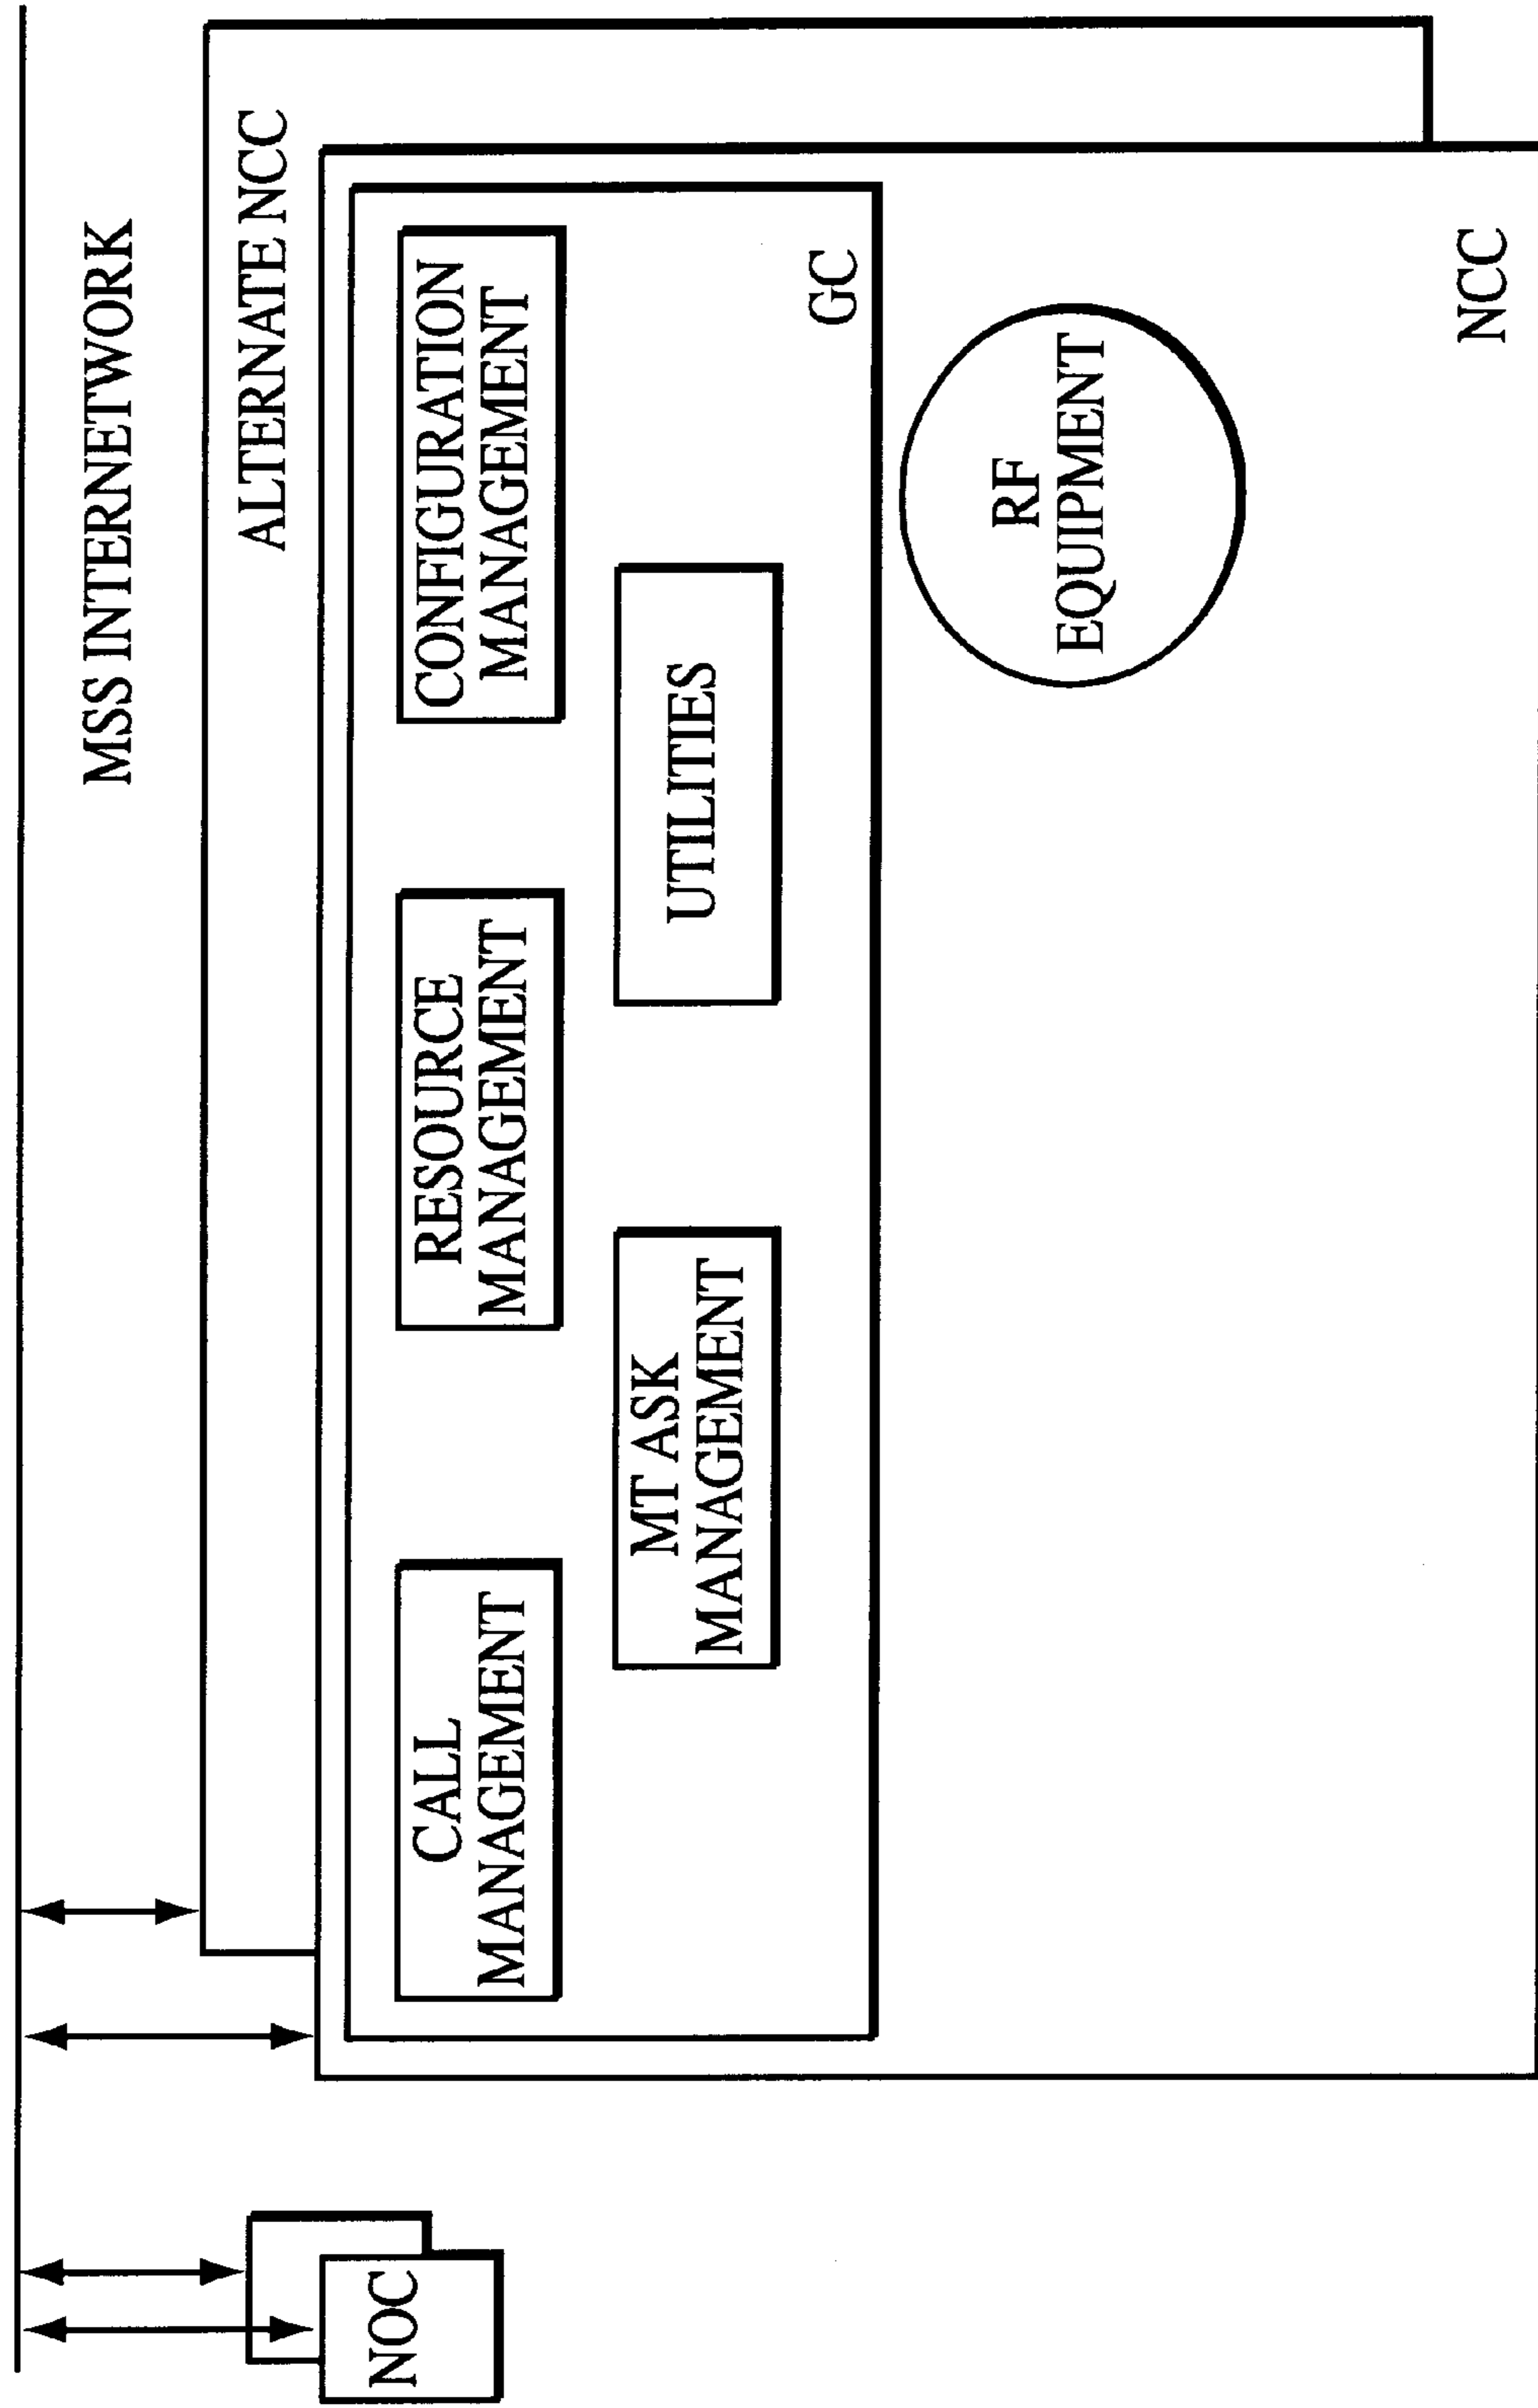 MSS INTERNETWORK
ALTERNATE NCC
NOC
CALL
MANAGEMENT
RESOURCE
MANAGEMENT
CONFIGURATION
MANAGEMENT
MT ASK
MANAGEMENT
UTILITIES
GC
RF
EQUIPMENT
NCC